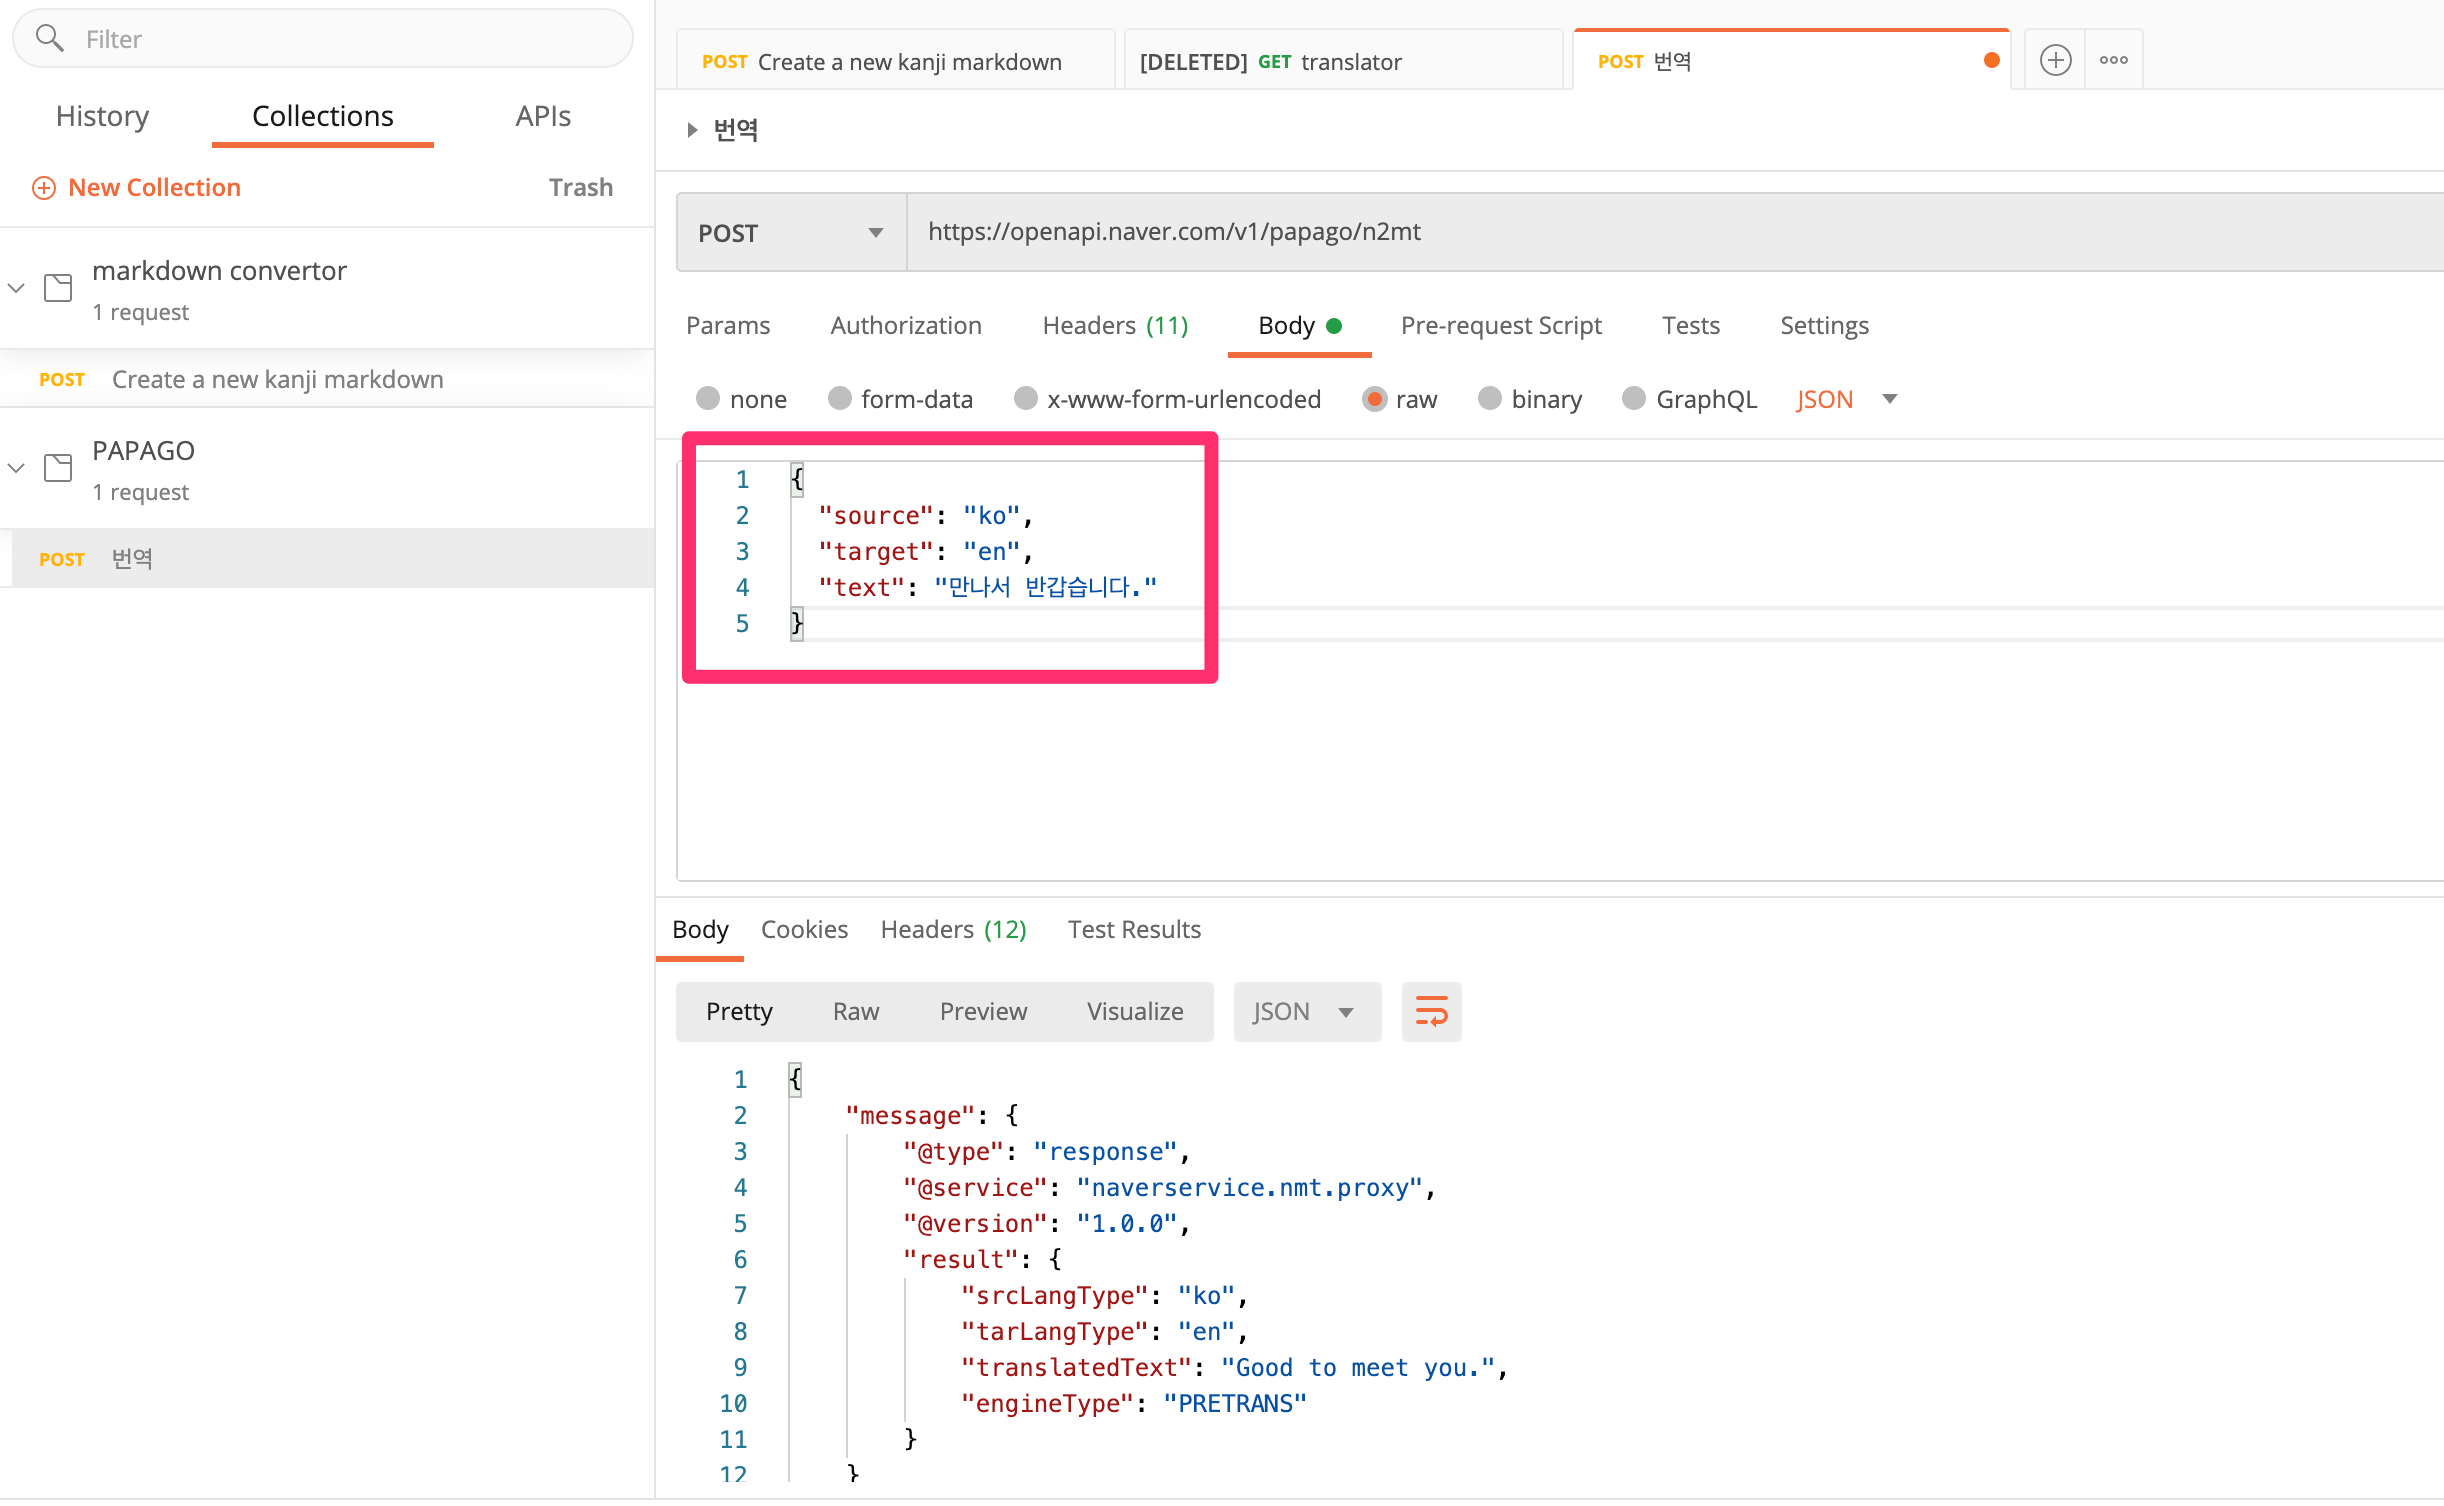 Filter
History Collections APIs
New Collection Trash
markdown convertor
1 request
POST Create a new kanji markdown
PAPAGO
1 request
POST 번역
POST Create a new kanji markdown [DELETED] GET translator POST 번역
번역
POST https://openapi.naver.com/v1/papago/n2mt
Params Authorization Headers (11) Body Pre-request Script Tests Settings
none form-data x-www-form-urlencoded raw binary GraphQL JSON
1 {
2 "source": "ko",
3 "target": "en",
4 "text": "만나서 반갑습니다."
5 }
Body Cookies Headers (12) Test Results
Pretty Raw Preview Visualize JSON
1 {
2 "message": {
3 "@type": "response",
4 "@service": "naverservice.nmt.proxy",
5 "@version": "1.0.0",
6 "result": {
7 "srcLangType": "ko",
8 "tarLangType": "en",
9 "translatedText": "Good to meet you.",
10 "engineType": "PRETRANS"
11 }
12 }